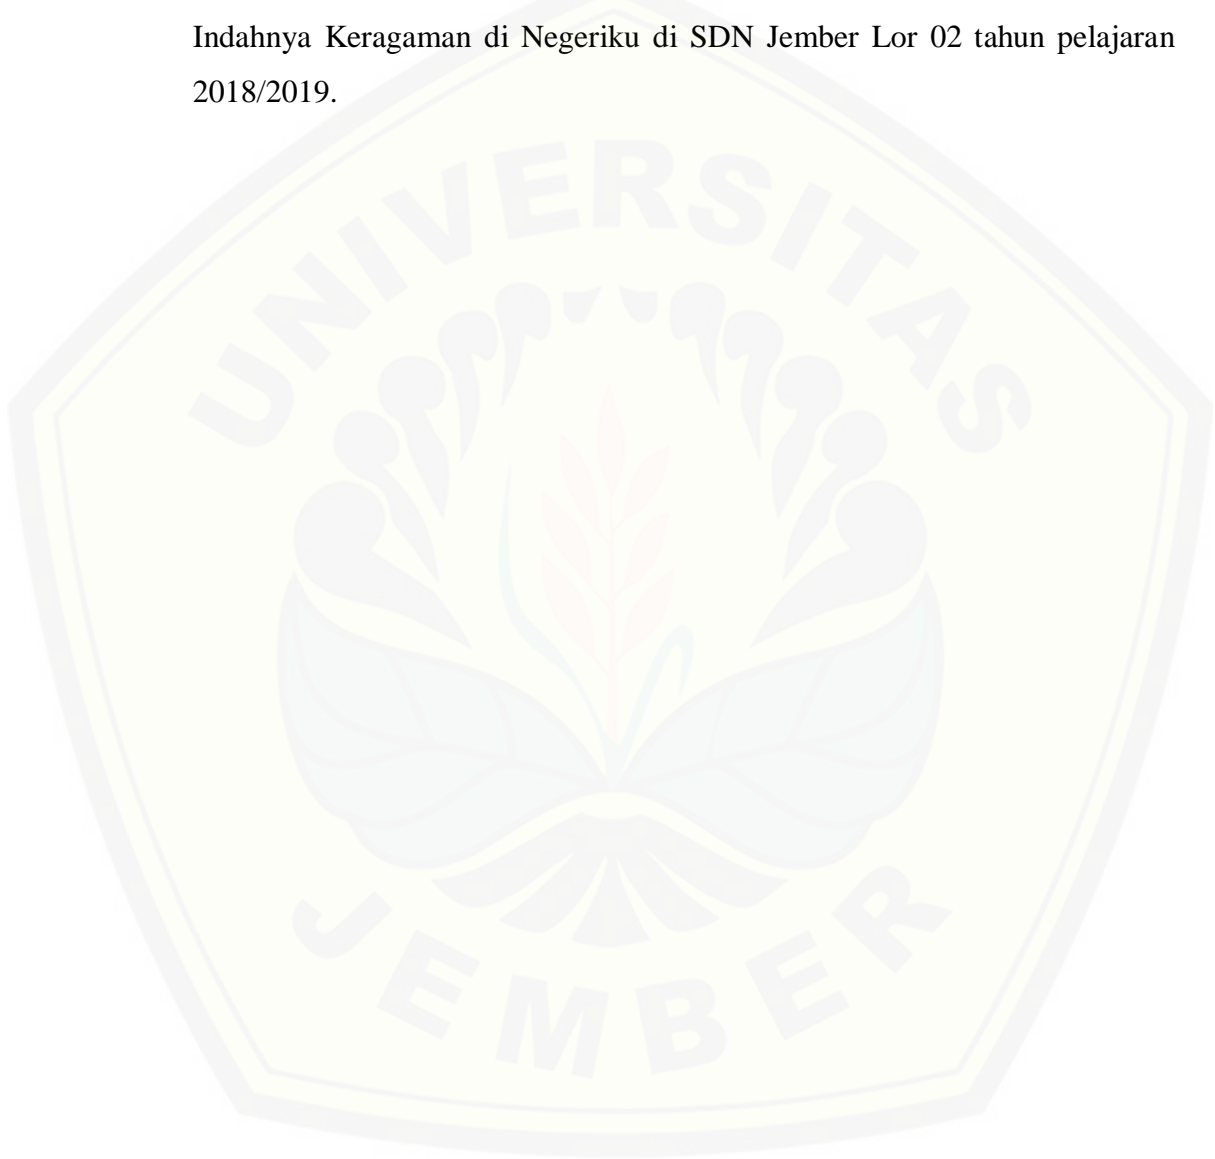 Indahnya Keragaman di Negeriku di SDN Jember Lor 02 tahun pelajaran
2018/2019.
UNIVERSITAS
JEMBER